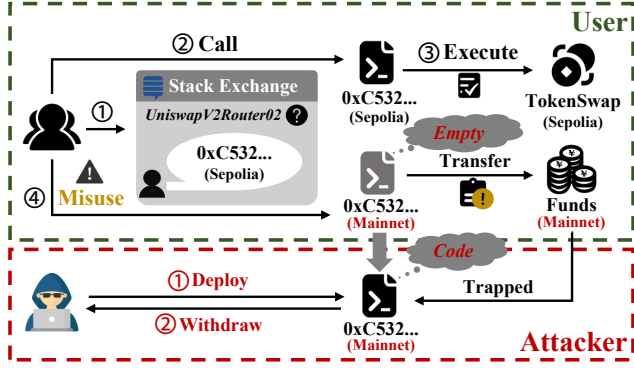 User
② Call
③ Execute
①
Stack Exchange
UniswapV2Router02 ?
0xC532...
(Sepolia)
0xC532...
(Sepolia)
TokenSwap
(Sepolia)
Empty
Transfer
! Misuse
④
!
¥ ¥ ¥
0xC532...
(Mainnet)
Funds
(Mainnet)
Code
① Deploy
② Withdraw
Trapped
0xC532...
(Mainnet)
Attacker